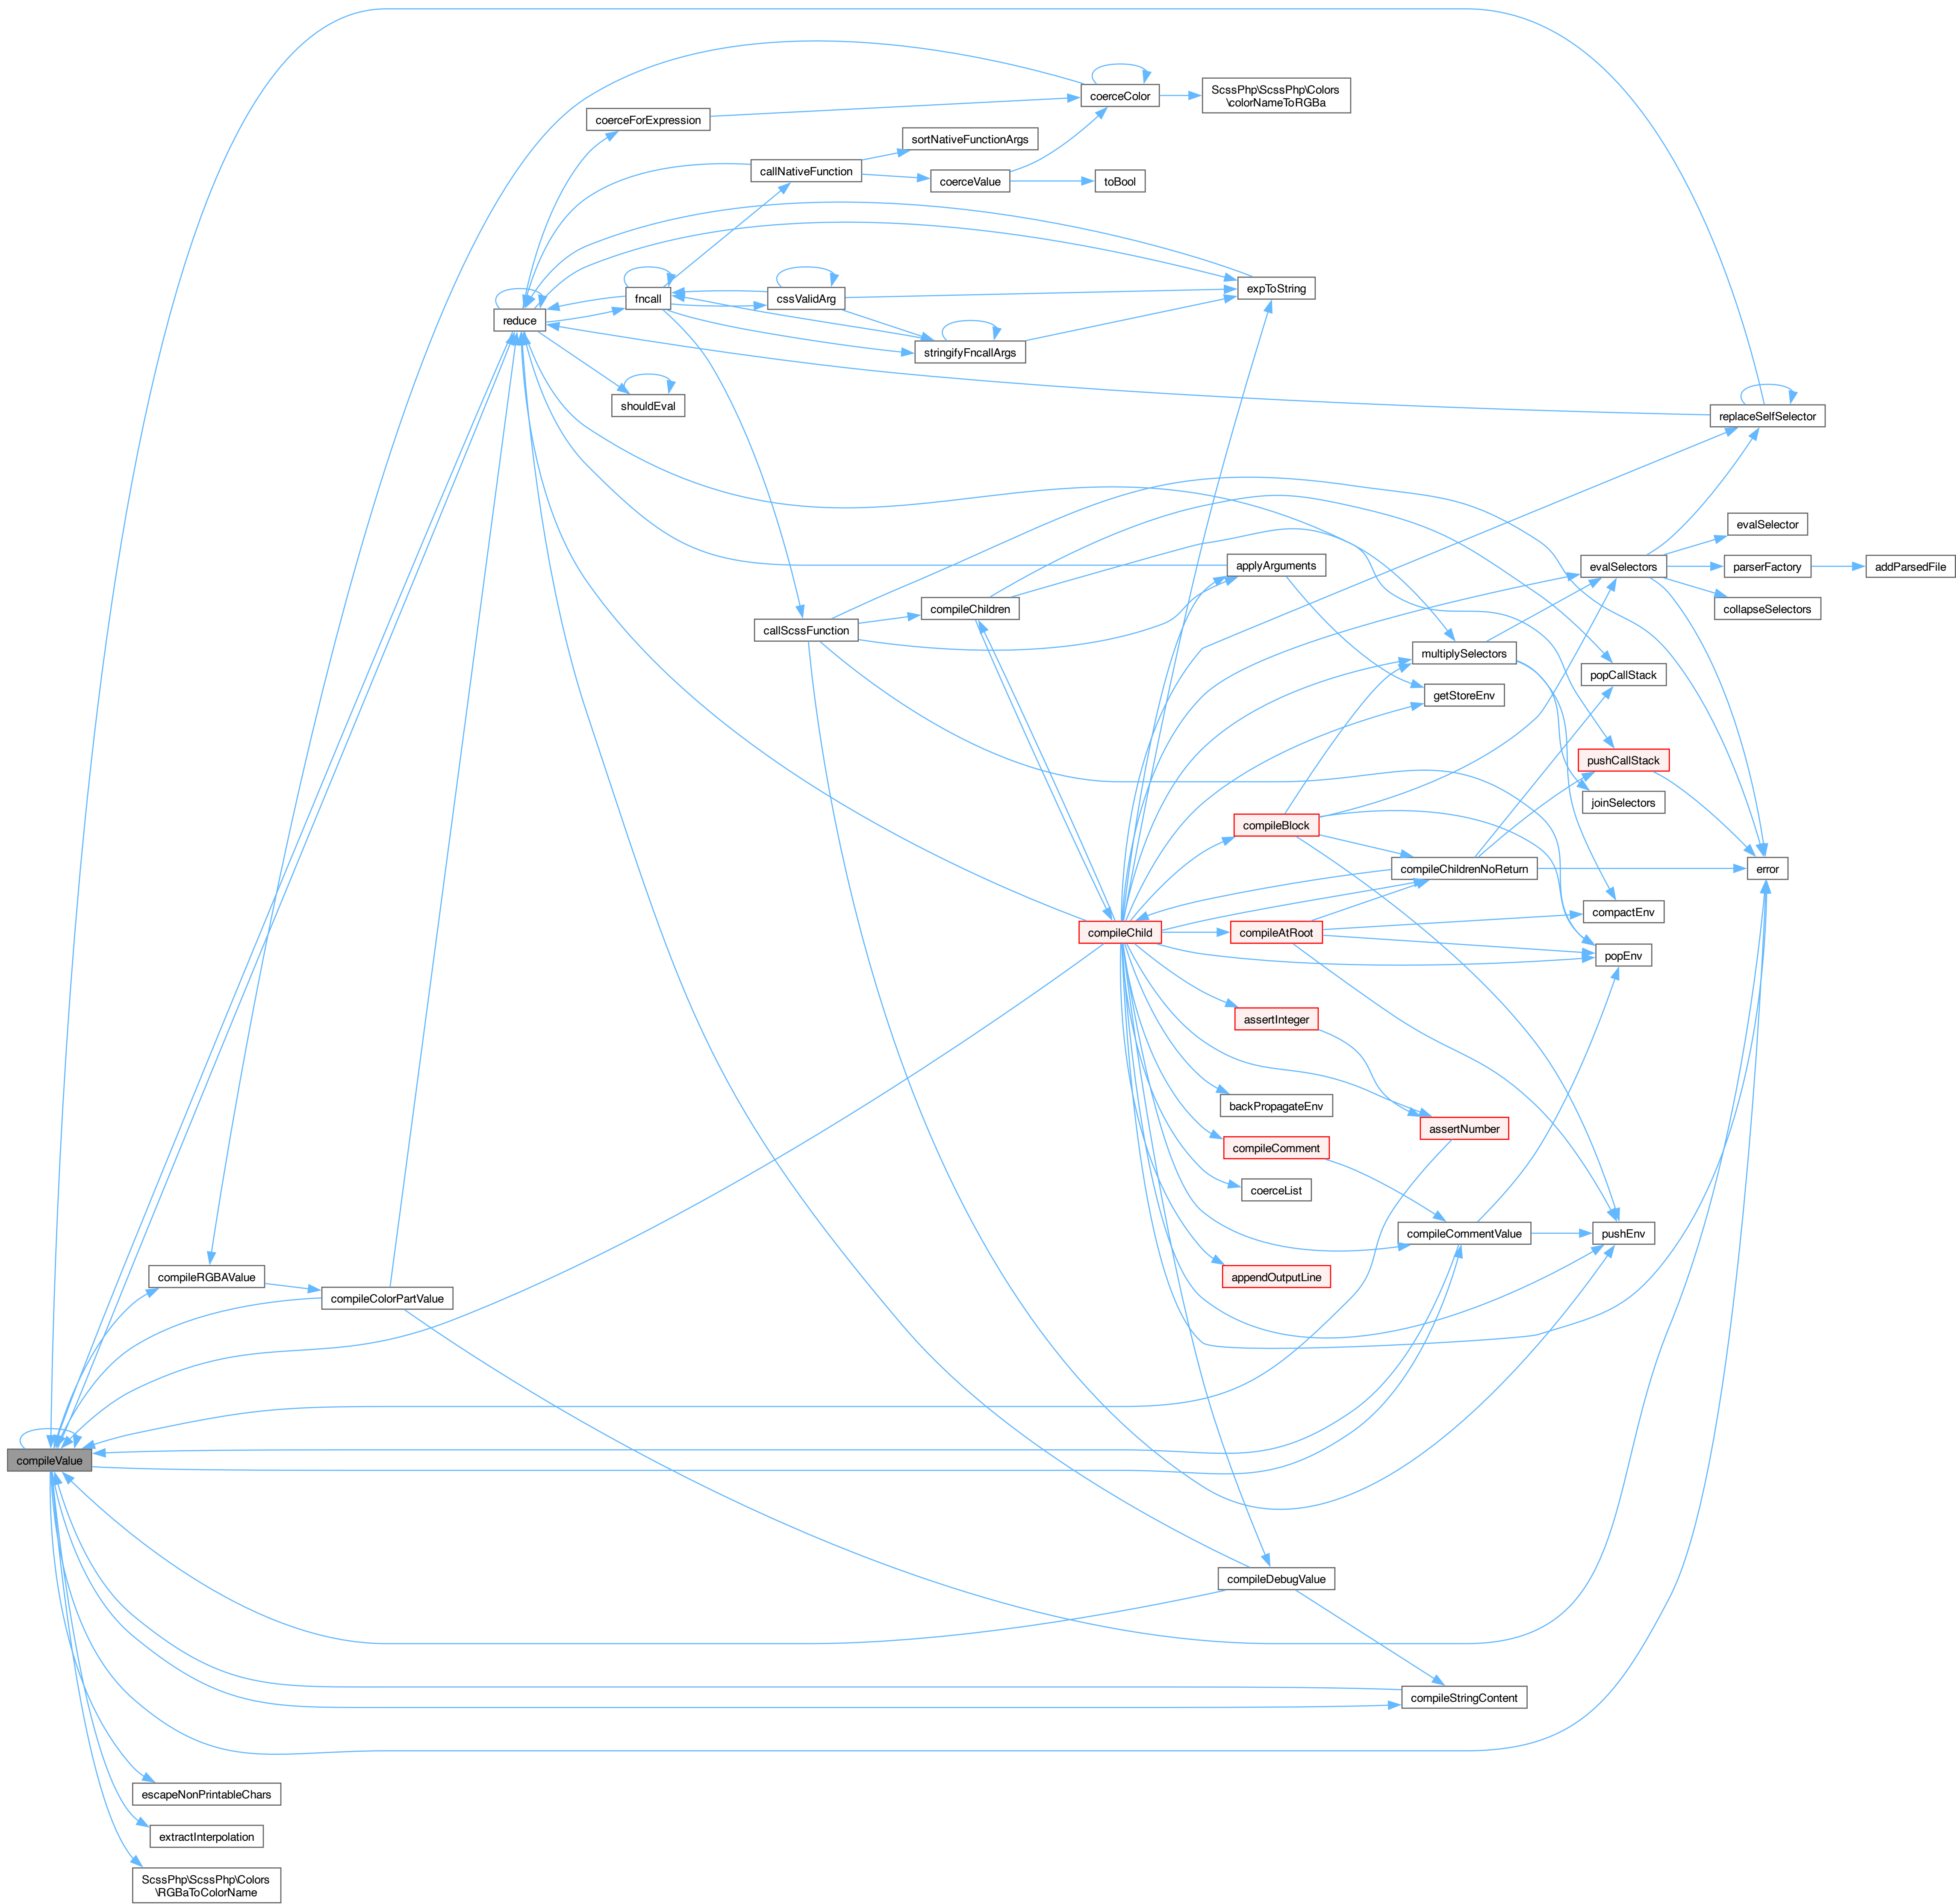 coerceColor
ScssPhp\ScssPhp\Colors
\colorNameToRGBa
coerceForExpression
sortNativeFunctionArgs
callNativeFunction
coerceValue
toBool
expToString
fncall
cssValidArg
reduce
stringifyFncallArgs
shouldEval
replaceSelfSelector
evalSelector
applyArguments
evalSelectors
parserFactory
addParsedFile
compileChildren
collapseSelectors
callScssFunction
multiplySelectors
popCallStack
getStoreEnv
pushCallStack
joinSelectors
compileBlock
compileChildrenNoReturn
error
compactEnv
compileChild
compileAtRoot
popEnv
assertInteger
backPropagateEnv
assertNumber
compileComment
coerceList
compileCommentValue
pushEnv
compileRGBAValue
appendOutputLine
compileColorPartValue
compileValue
compileDebugValue
compileStringContent
escapeNonPrintableChars
extractInterpolation
ScssPhp\ScssPhp\Colors
\RGBaToColorName